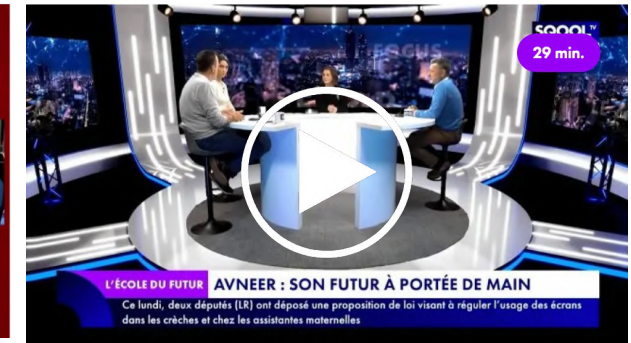 SQOOL TV
29 min.
FOCUS
L'ÉCOLE DU FUTUR AVNEER : SON FUTUR À PORTÉE DE MAIN
Ce lundi, deux députés (LR) ont déposé une proposition de loi visant à réguler l'usage des écrans
dans les crèches et chez les assistantes maternelles